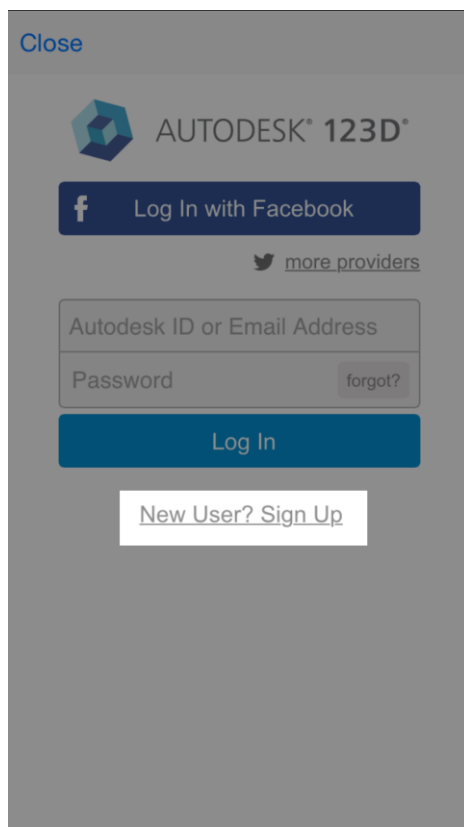 Close
AUTODESK® 123D®
f Log In with Facebook
more providers
Autodesk ID or Email Address
Password forgot?
Log In
New User? Sign Up